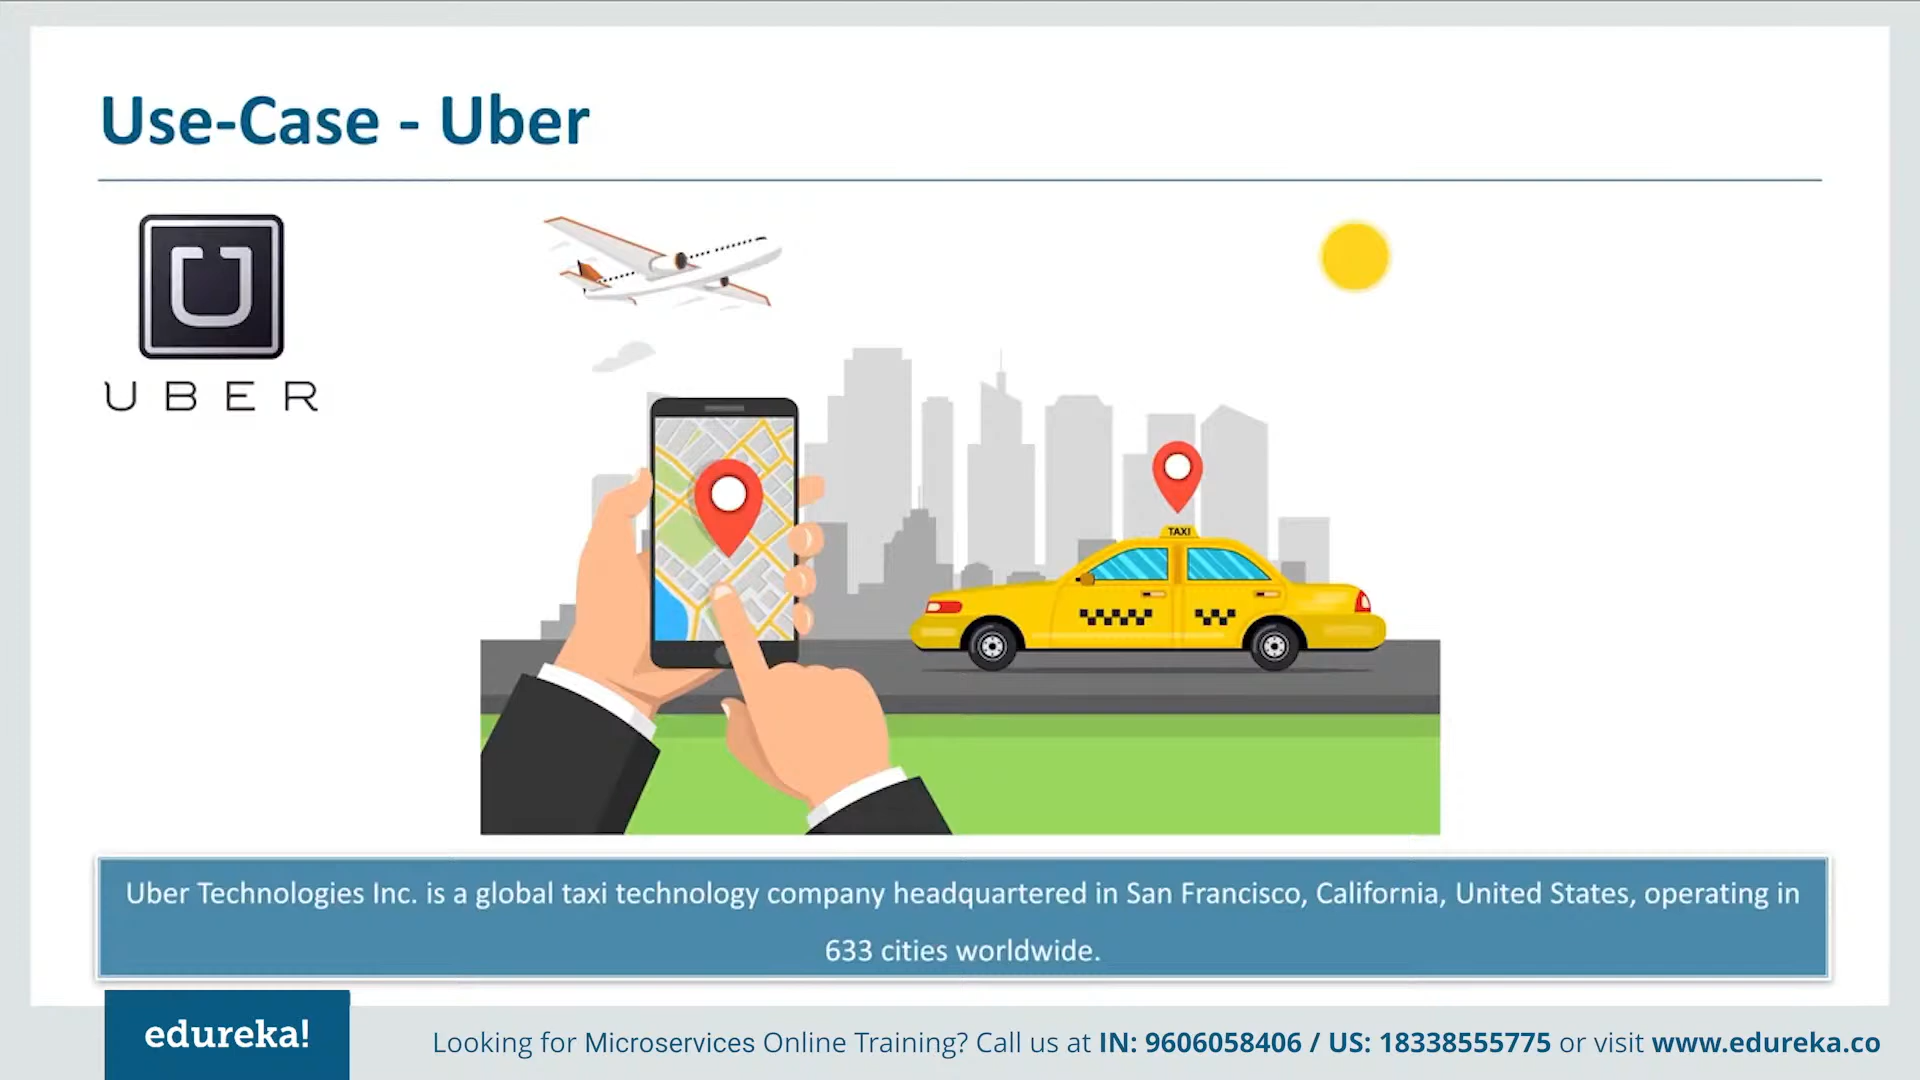 Use-Case - Uber
U
UBER
TAXI
Uber Technologies Inc. is a global taxi technology company headquartered in San Francisco, California, United States, operating in
633 cities worldwide.
edureka!
Looking for Microservices Online Training? Call us at IN: 9606058406 / US: 18338555775 or visit www.edureka.co